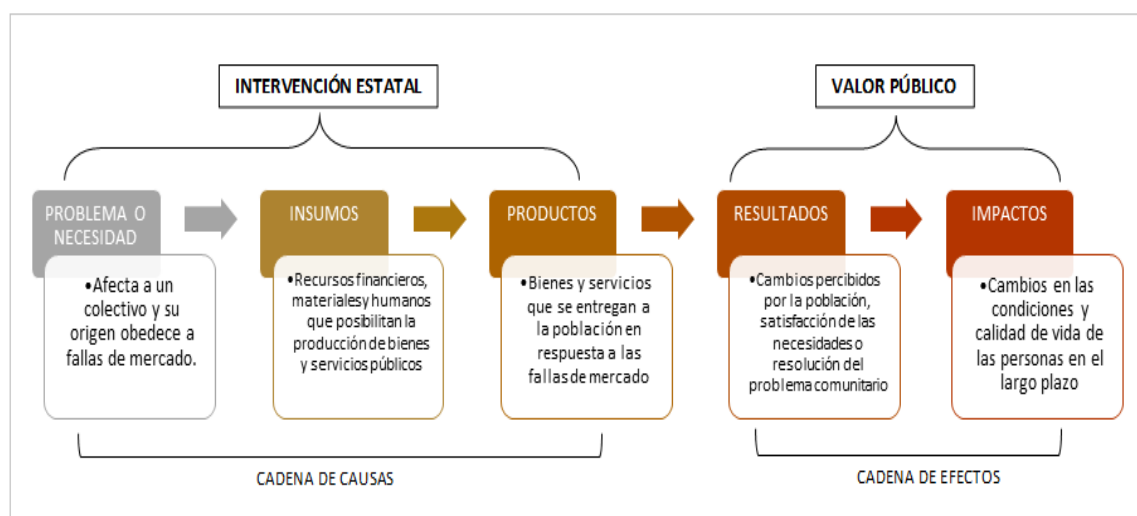 INTERVENCIÓN ESTATAL
VALOR PÚBLICO
PROBLEMA O
NECESIDAD
•Afecta a un
colectivo y su
origen obedece a
fallas de mercado.
INSUMOS
•Recursos financieros,
materiales y humanos
que posibilitan la
producción de bienes
y servicios públicos
PRODUCTOS
•Bienes y servicios
que se entregan a
la población en
respuesta a las
fallas de mercado
RESULTADOS
•Cambios percibidos
por la población,
satisfacción de las
necesidades o
resolución del
problema comunitario
IMPACTOS
•Cambios en las
condiciones y
calidad de vida de
las personas en el
largo plazo
CADENA DE CAUSAS
CADENA DE EFECTOS